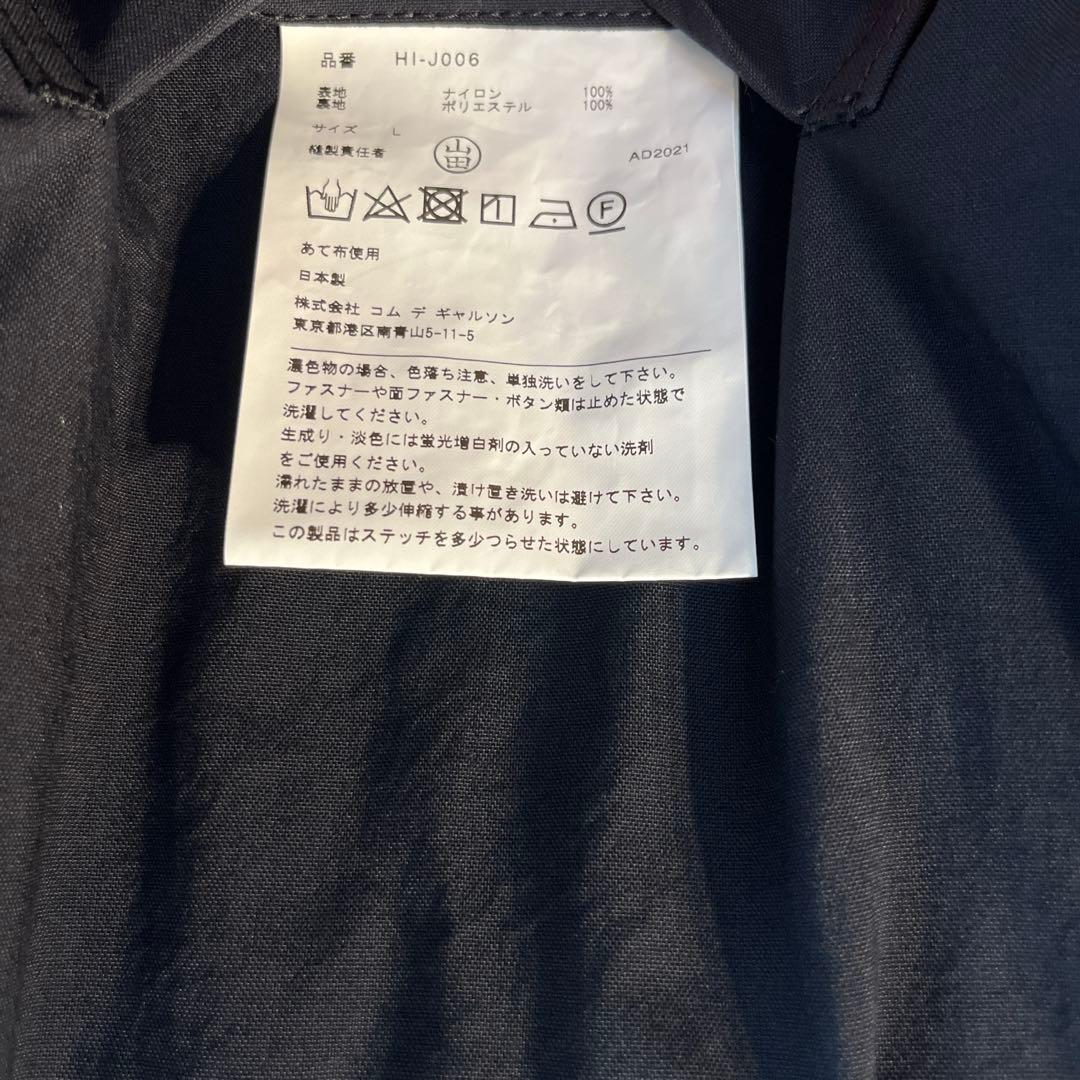 品番 HI-J006
表地 ナイロン 100%
裏地 ポリエステル 100%
サイズ L
縫製責任者 山田 AD2021
1 F
あて布使用
日本製
株式会社 コム デ ギャルソン
東京都港区南青山5-11-5
濃色物の場合、色落ち注意、単独洗いをして下さい。
ファスナーや面ファスナー・ボタン類は止めた状態で
洗濯してください。
生成り・淡色には蛍光増白剤の入っていない洗剤
をご使用ください。
濡れたままの放置や、漬け置き洗いは避けて下さい。
洗濯により多少伸縮する事があります。
この製品はステッチを多少つらせた状態にしています。